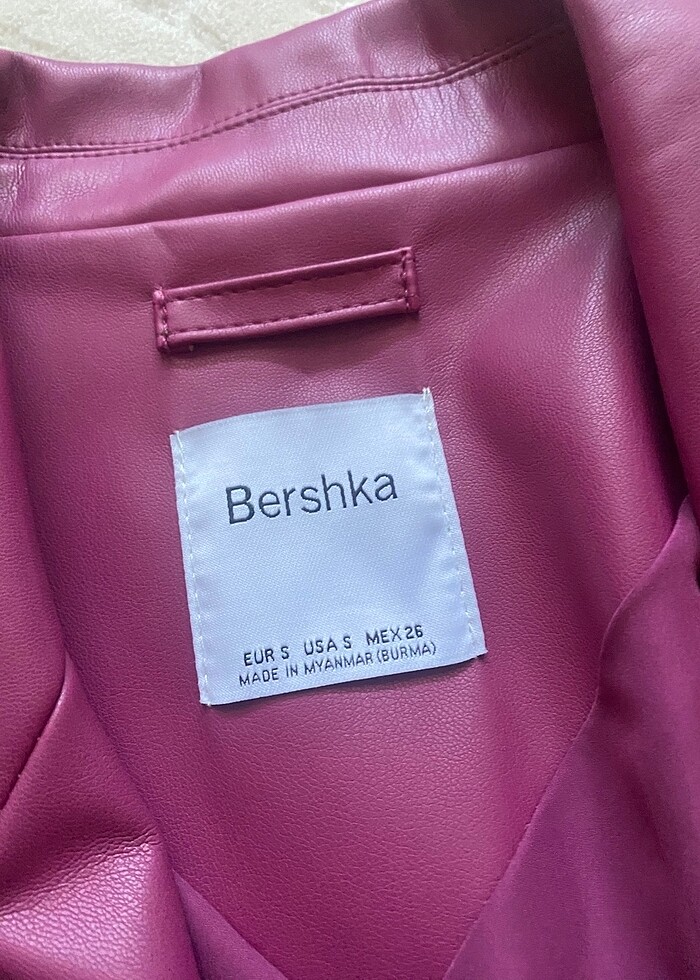 Bershka
EUR S USA S MEX 26
MADE IN MYANMAR (BURMA)